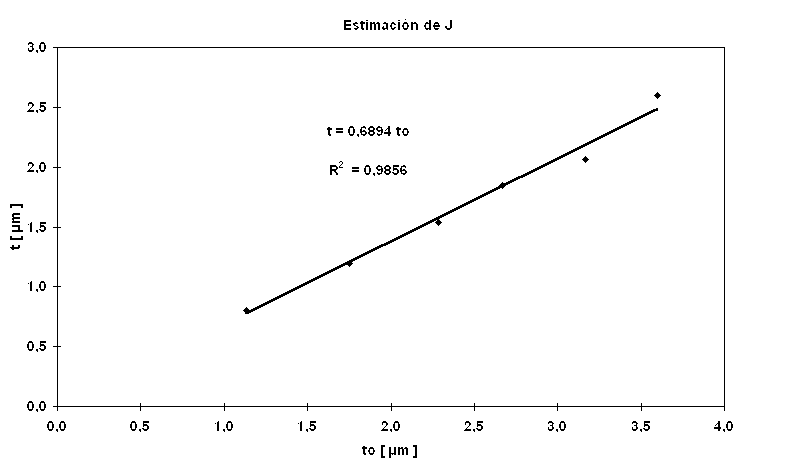 Estimación de J
3,0
2,5
2,0
1,5
1,0
0,5
0,0
t [ µm ]
t = 0,6894 to
R² = 0,9856
0,0 0,5 1,0 1,5 2,0 2,5 3,0 3,5 4,0
to [ µm ]